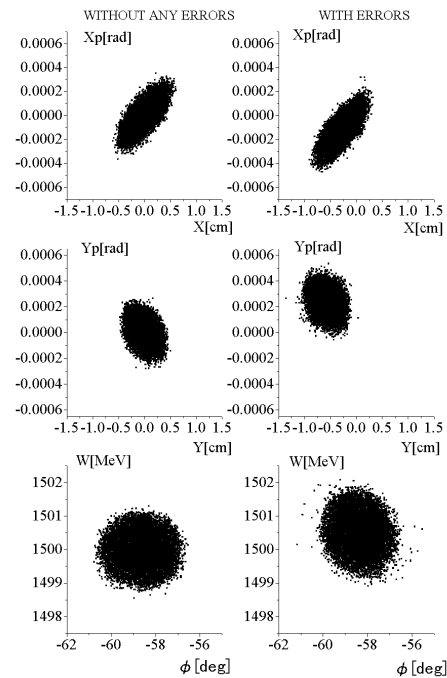 WITHOUT ANY ERRORS WITH ERRORS
Xp[rad] Xp[rad]
0.0006 0.0006
0.0004 0.0004
0.0002 0.0002
0.0000 0.0000
-0.0002 -0.0002
-0.0004 -0.0004
-0.0006 -0.0006
-1.5 -1.0 -0.5 0.0 0.5 1.0 1.5 -1.5 -1.0 -0.5 0.0 0.5 1.0 1.5
X[cm] X[cm]
Yp[rad] Yp[rad]
0.0006 0.0006
0.0004 0.0004
0.0002 0.0002
0.0000 0.0000
-0.0002 -0.0002
-0.0004 -0.0004
-0.0006 -0.0006
-1.5 -1.0 -0.5 0.0 0.5 1.0 1.5 -1.5 -1.0 -0.5 0.0 0.5 1.0 1.5
Y[cm] Y[cm]
W[MeV] W[MeV]
1502 1502
1501 1501
1500 1500
1499 1499
1498 1498
-62 -60 -58 -56 -62 -60 -58 -56
ϕ [deg] ϕ [deg]